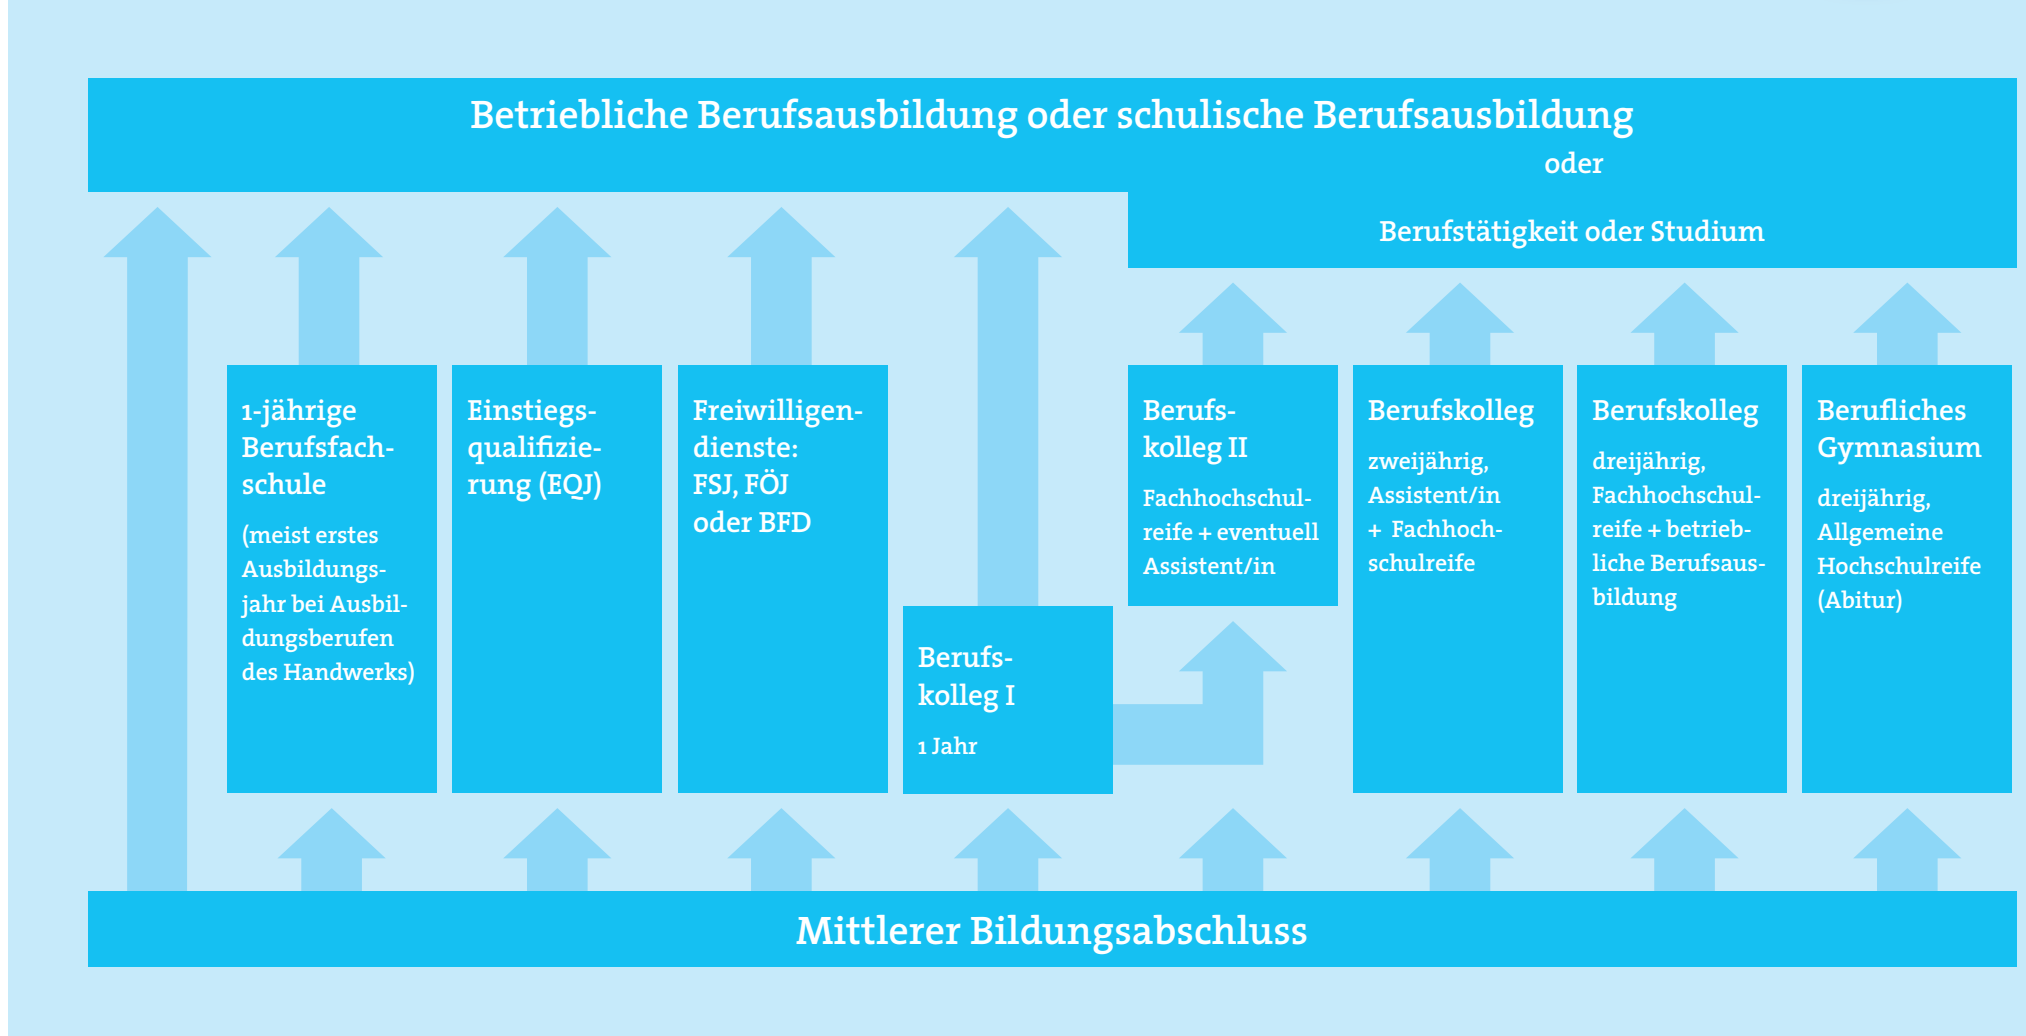 Betriebliche Berufsausbildung oder schulische Berufsausbildung
oder
Berufstätigkeit oder Studium
1-jährige
Berufsfach-
schule
(meist erstes
Ausbildungs-
jahr bei Ausbil-
dungsberufen
des Handwerks)
Einstiegs-
qualifizie-
rung (EQJ)
Freiwilligen-
dienste:
FSJ, FÖJ
oder BFD
Berufs-
kolleg I
1 Jahr
Berufs-
kolleg II
Fachhochschul-
reife + eventuell
Assistent/in
Berufskolleg
zweijährig,
Assistent/in
+ Fachhoch-
schulreife
Berufskolleg
dreijährig,
Fachhochschul-
reife + betrieb-
liche Berufsaus-
bildung
Berufliches
Gymnasium
dreijährig,
Allgemeine
Hochschulreife
(Abitur)
Mittlerer Bildungsabschluss